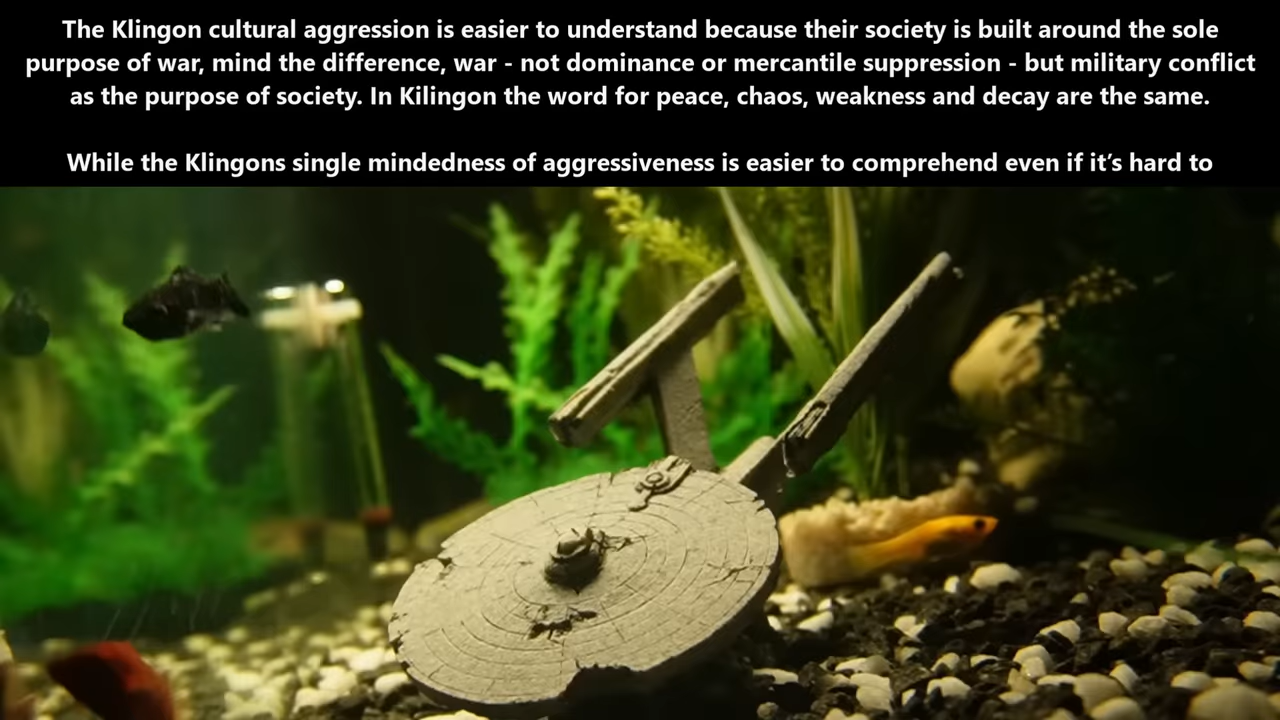 The Klingon cultural aggression is easier to understand because their society is built around the sole
purpose of war, mind the difference, war - not dominance or mercantile suppression - but military conflict
as the purpose of society. In Kilingon the word for peace, chaos, weakness and decay are the same.
While the Klingons single mindedness of aggressiveness is easier to comprehend even if it’s hard to